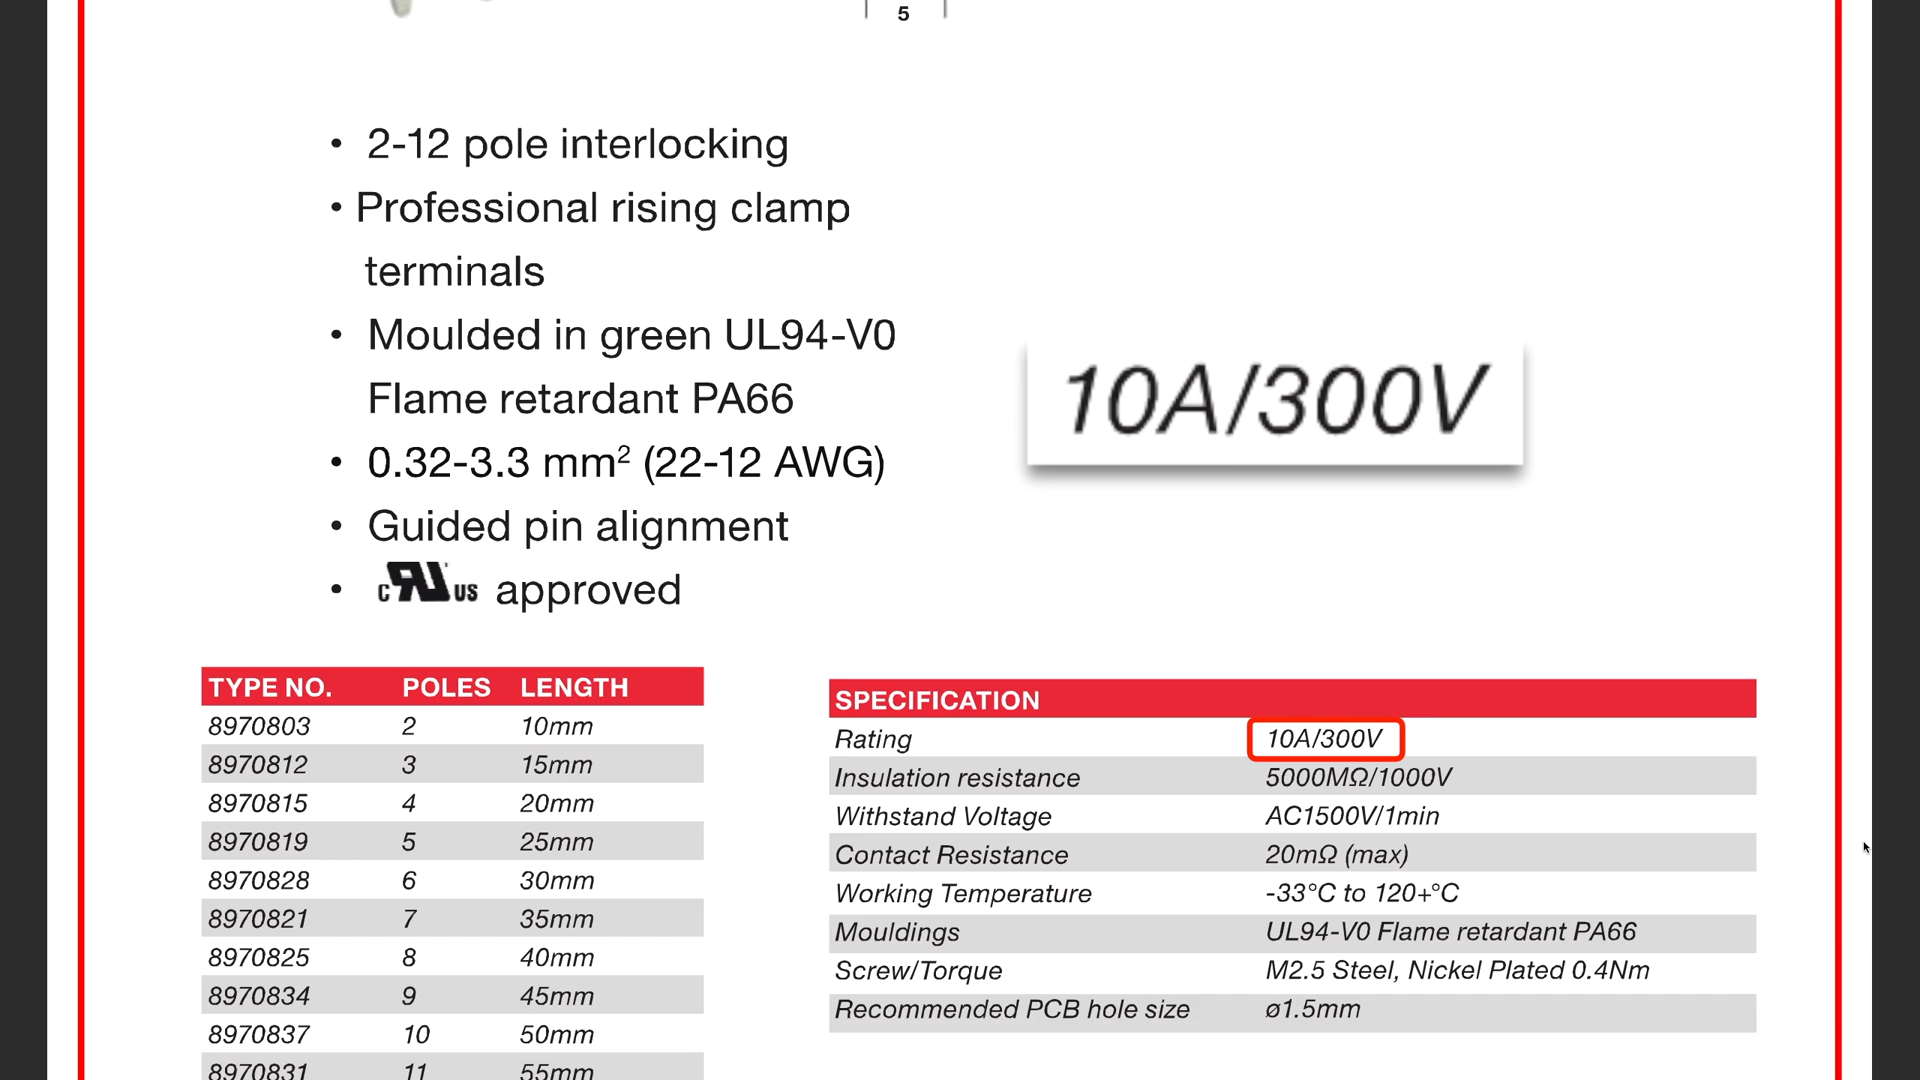 5
• 2-12 pole interlocking
• Professional rising clamp
terminals
• Moulded in green UL94-V0
Flame retardant PA66
• 0.32-3.3 mm² (22-12 AWG)
• Guided pin alignment
• c RU US approved
10A/300V
TYPE NO. POLES LENGTH
8970803 2 10mm
8970812 3 15mm
8970815 4 20mm
8970819 5 25mm
8970828 6 30mm
8970821 7 35mm
8970825 8 40mm
8970834 9 45mm
8970837 10 50mm
8970831 11 55mm
SPECIFICATION
Rating 10A/300V
Insulation resistance 5000MΩ/1000V
Withstand Voltage AC1500V/1min
Contact Resistance 20mΩ (max)
Working Temperature -33°C to 120+°C
Mouldings UL94-V0 Flame retardant PA66
Screw/Torque M2.5 Steel, Nickel Plated 0.4Nm
Recommended PCB hole size ø1.5mm